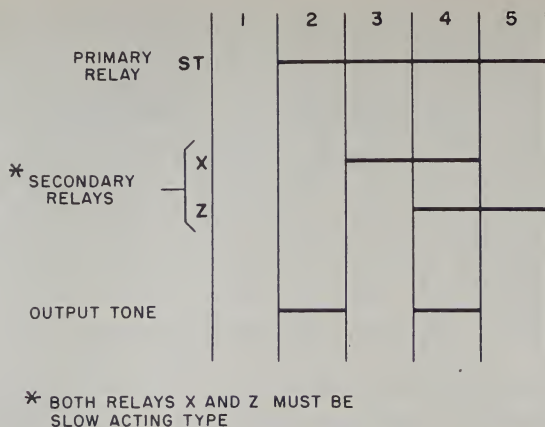 1 2 3 4 5
PRIMARY
RELAY ST
X
* SECONDARY
RELAYS
Z
OUTPUT TONE
* BOTH RELAYS X AND Z MUST BE
SLOW ACTING TYPE